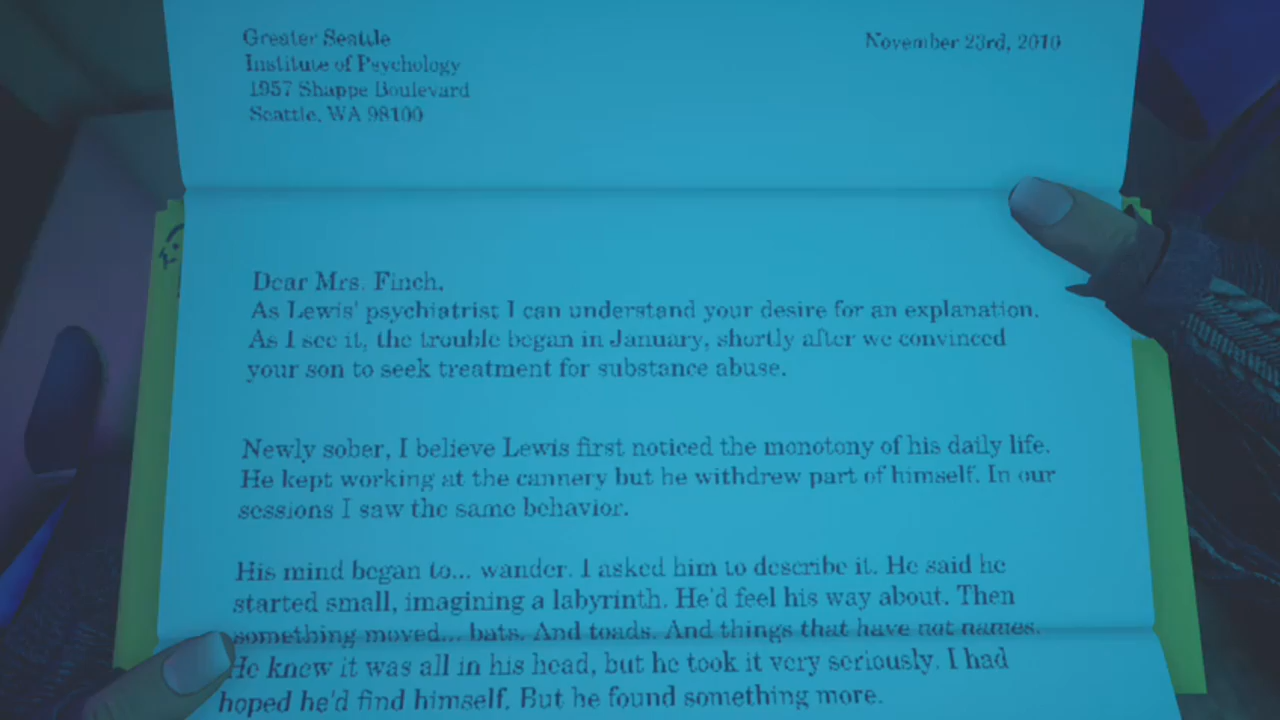 Greater Seattle
November 23rd, 2010
Institute of Psychology
1957 Shappe Boulevard
Seattle, WA 98100
Dear Mrs. Finch,
As Lewis' psychiatrist I can understand your desire for an explanation.
As I see it, the trouble began in January, shortly after we convinced
your son to seek treatment for substance abuse.
Newly sober, I believe Lewis first noticed the monotony of his daily life.
He kept working at the cannery but he withdrew part of himself. In our
sessions I saw the same behavior.
His mind began to... wander. I asked him to describe it. He said he
started small, imagining a labyrinth. He'd feel his way about. Then
something moved... bats. And toads. And things that have not names.
He knew it was all in his head, but he took it very seriously. I had
hoped he'd find himself. But he found something more.